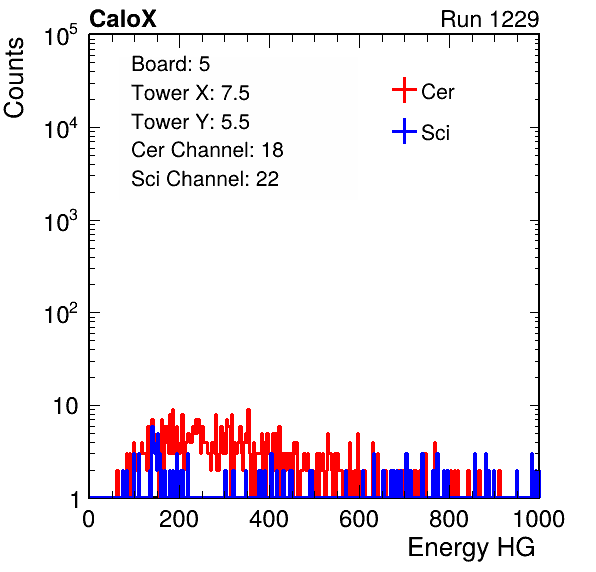 CaloX Run 1229
Counts
Board: 5
Tower X: 7.5
Tower Y: 5.5
Cer Channel: 18
Sci Channel: 22
Cer
Sci
10^5
10^4
10^3
10^2
10
1
0 200 400 600 800 1000
Energy HG